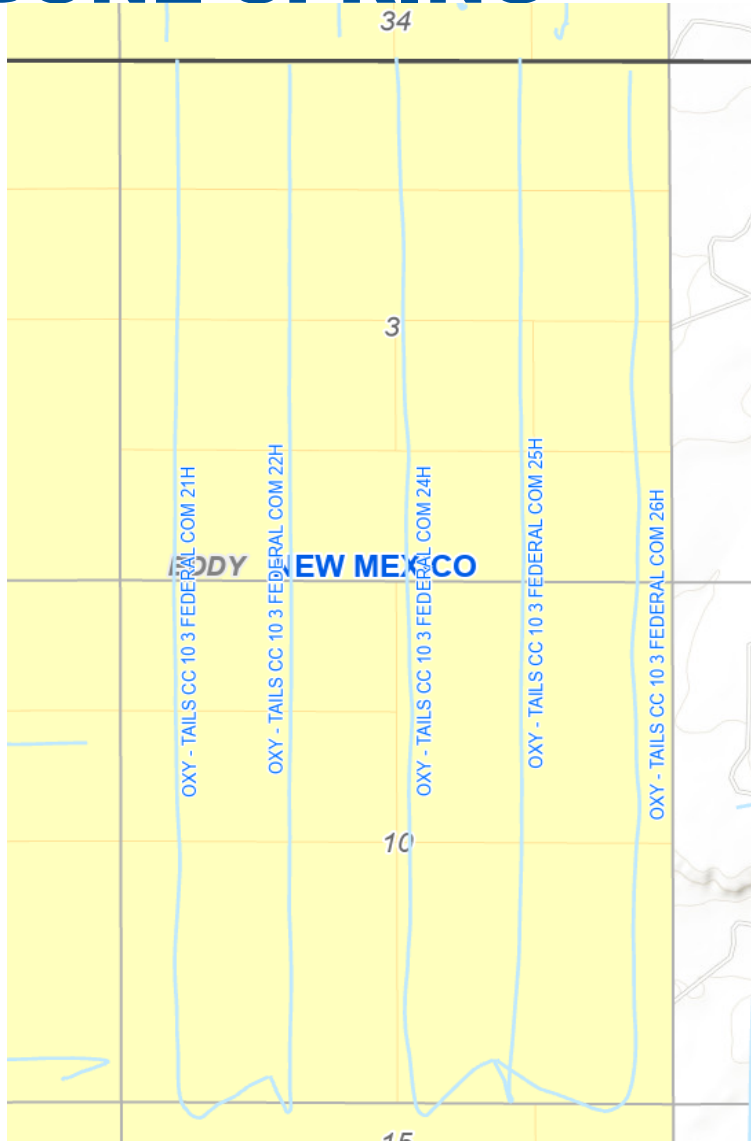 34
3
OXY - TAILS CC 10 3 FEDERAL COM 21H
OXY - TAILS CC 10 3 FEDERAL COM 22H
OXY - TAILS CC 10 3 FEDERAL COM 24H
OXY - TAILS CC 10 3 FEDERAL COM 25H
OXY - TAILS CC 10 3 FEDERAL COM 26H
EDDY NEW MEXICO
10
15